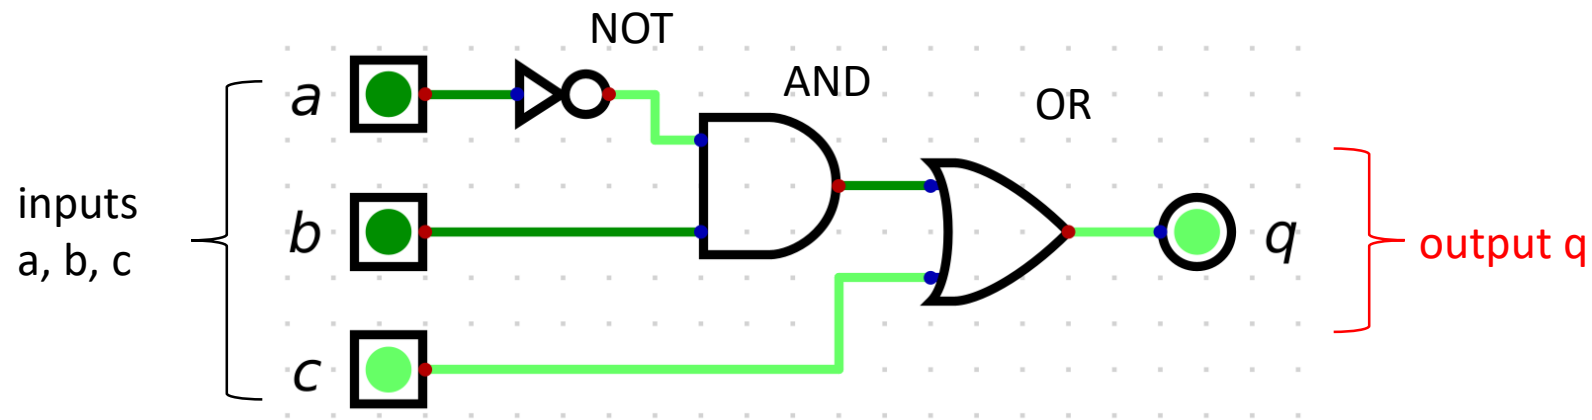 NOT
AND
OR
a
b
c
inputs
a, b, c
q
output q